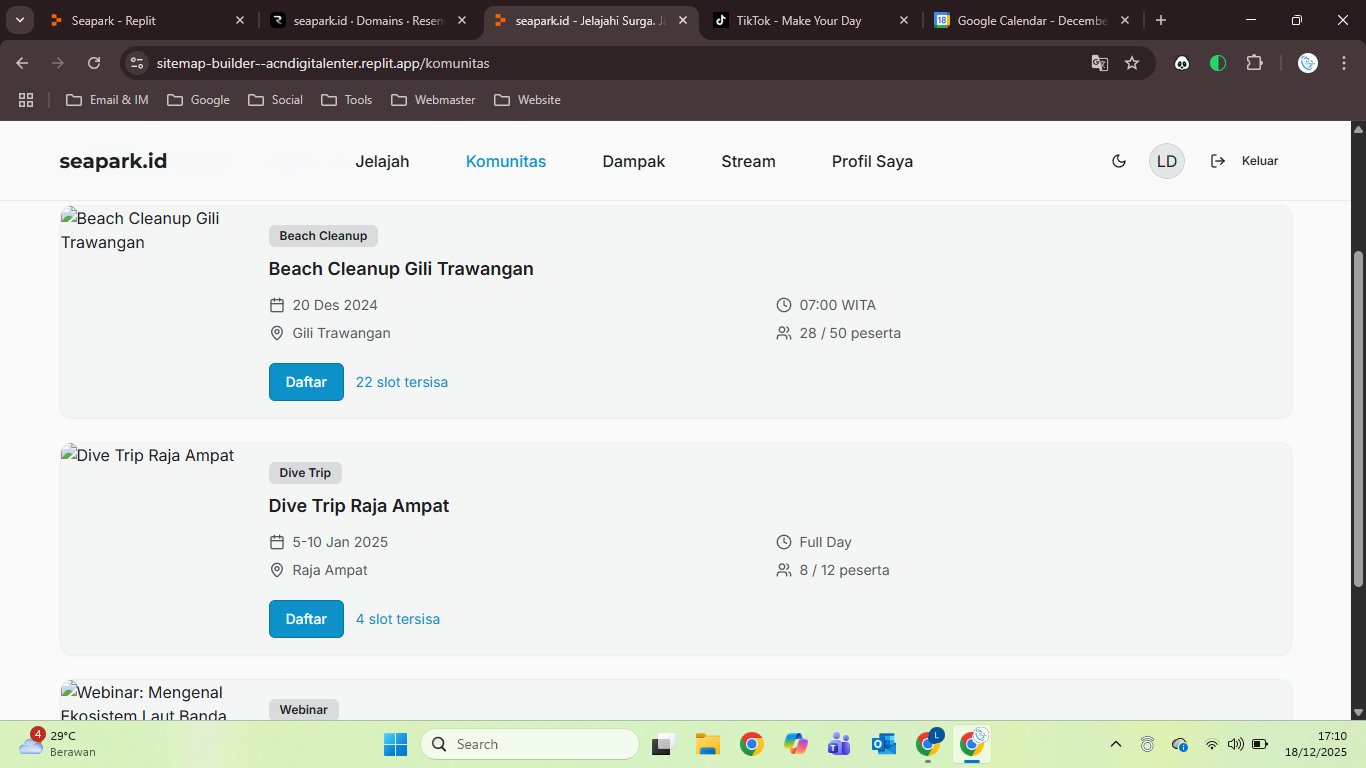 Seapark - Replit
seapark.id · Domains · Resen
seapark.id - Jelajahi Surga. Ja
TikTok - Make Your Day
Google Calendar - Decembe
sitemap-builder--acndigitalenter.replit.app/komunitas
Email & IM
Google
Social
Tools
Webmaster
Website
seapark.id
Jelajah
Komunitas
Dampak
Stream
Profil Saya
LD
Keluar
Beach Cleanup Gili
Trawangan
Beach Cleanup
Beach Cleanup Gili Trawangan
20 Des 2024
07:00 WITA
Gili Trawangan
28 / 50 peserta
Daftar
22 slot tersisa
Dive Trip Raja Ampat
Dive Trip
Dive Trip Raja Ampat
5-10 Jan 2025
Full Day
Raja Ampat
8 / 12 peserta
Daftar
4 slot tersisa
Webinar: Mengenal
Ekosistem Laut Banda
Webinar
4
29°C
Berawan
Search
L
17:10
18/12/2025